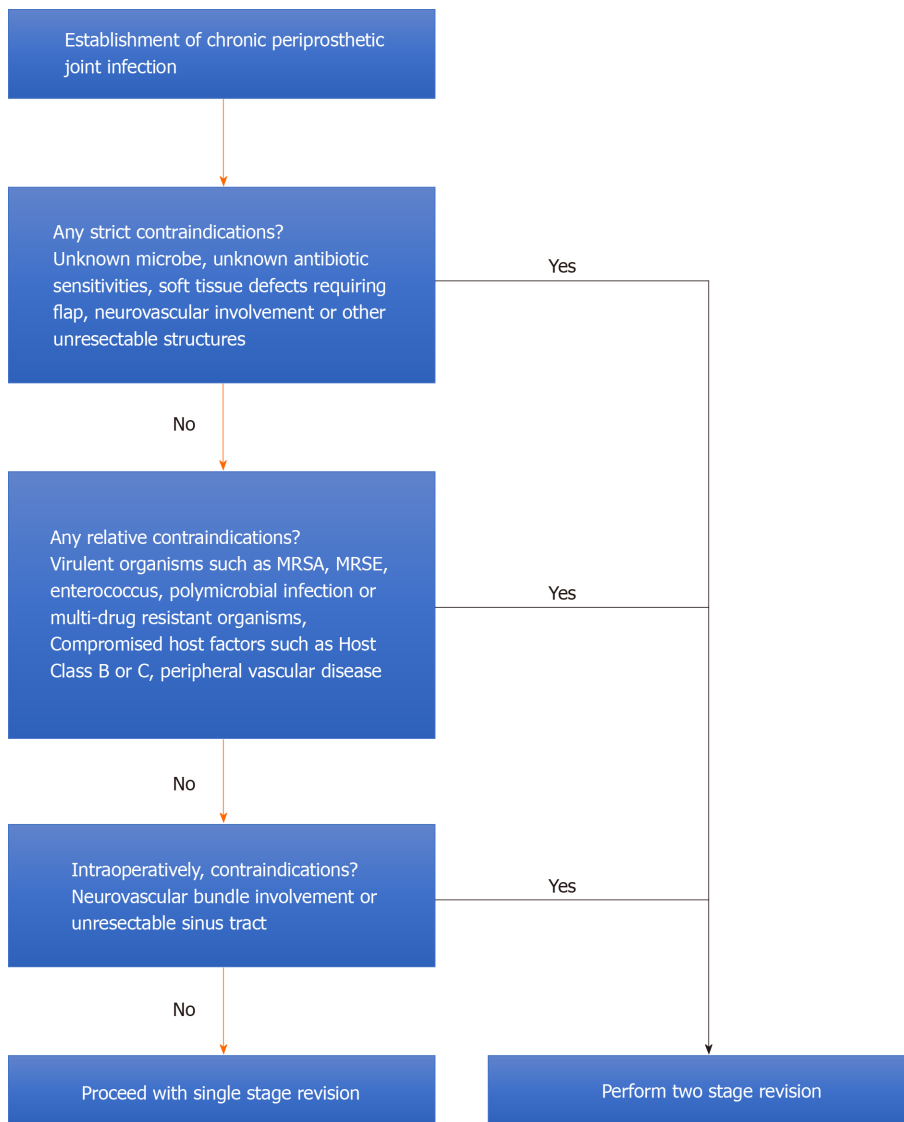 Establishment of chronic periprosthetic
joint infection
Any strict contraindications?
Unknown microbe, unknown antibiotic
sensitivities, soft tissue defects requiring
flap, neurovascular involvement or other
unresectable structures
Yes
No
Any relative contraindications?
Virulent organisms such as MRSA, MRSE,
enterococcus, polymicrobial infection or
multi-drug resistant organisms,
Compromised host factors such as Host
Class B or C, peripheral vascular disease
Yes
No
Intraoperatively, contraindications?
Neurovascular bundle involvement or
unresectable sinus tract
Yes
No
Proceed with single stage revision
Perform two stage revision